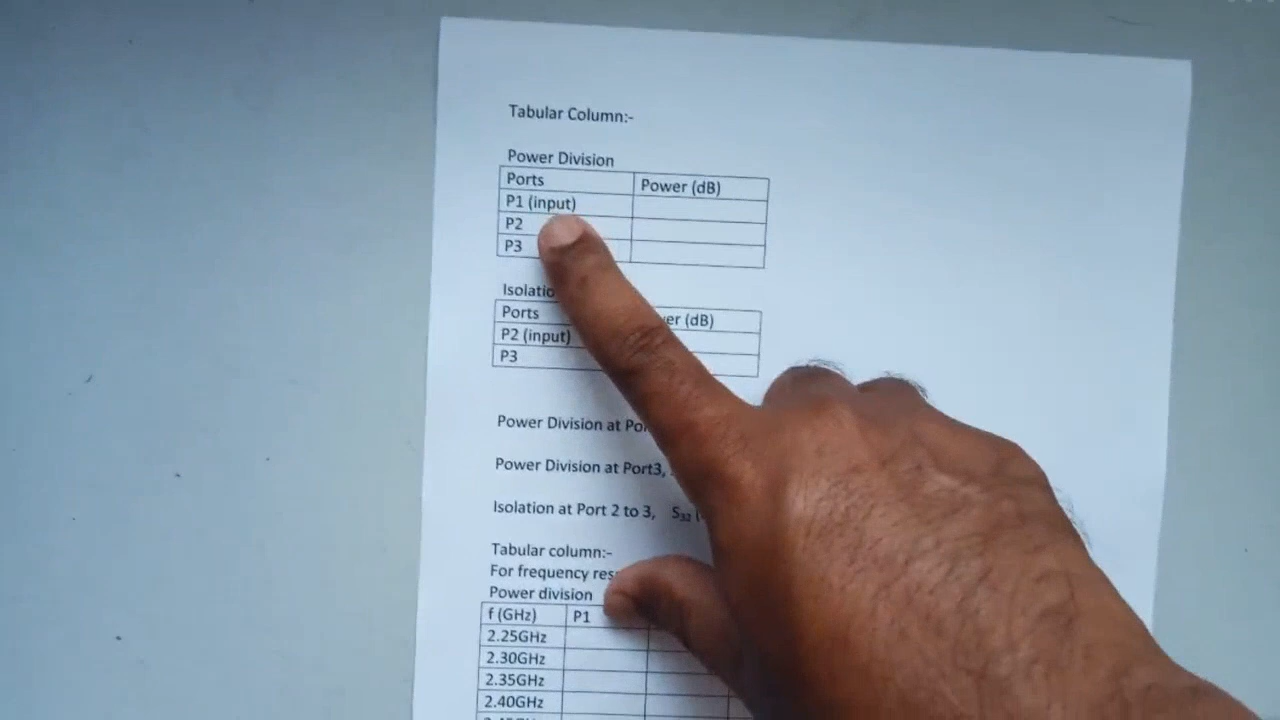 Tabular Column:-
Power Division
Ports Power (dB)
P1 (input)
P2
P3
Ports (dB)
P2 (input)
P3
Power Division at
Power Division at Port3,
Isolation at Port 2 to 3, S32
Tabular column:-
For frequency
Power division
f (GHz) P1
2.25GHz
2.30GHz
2.35GHz
2.40GHz